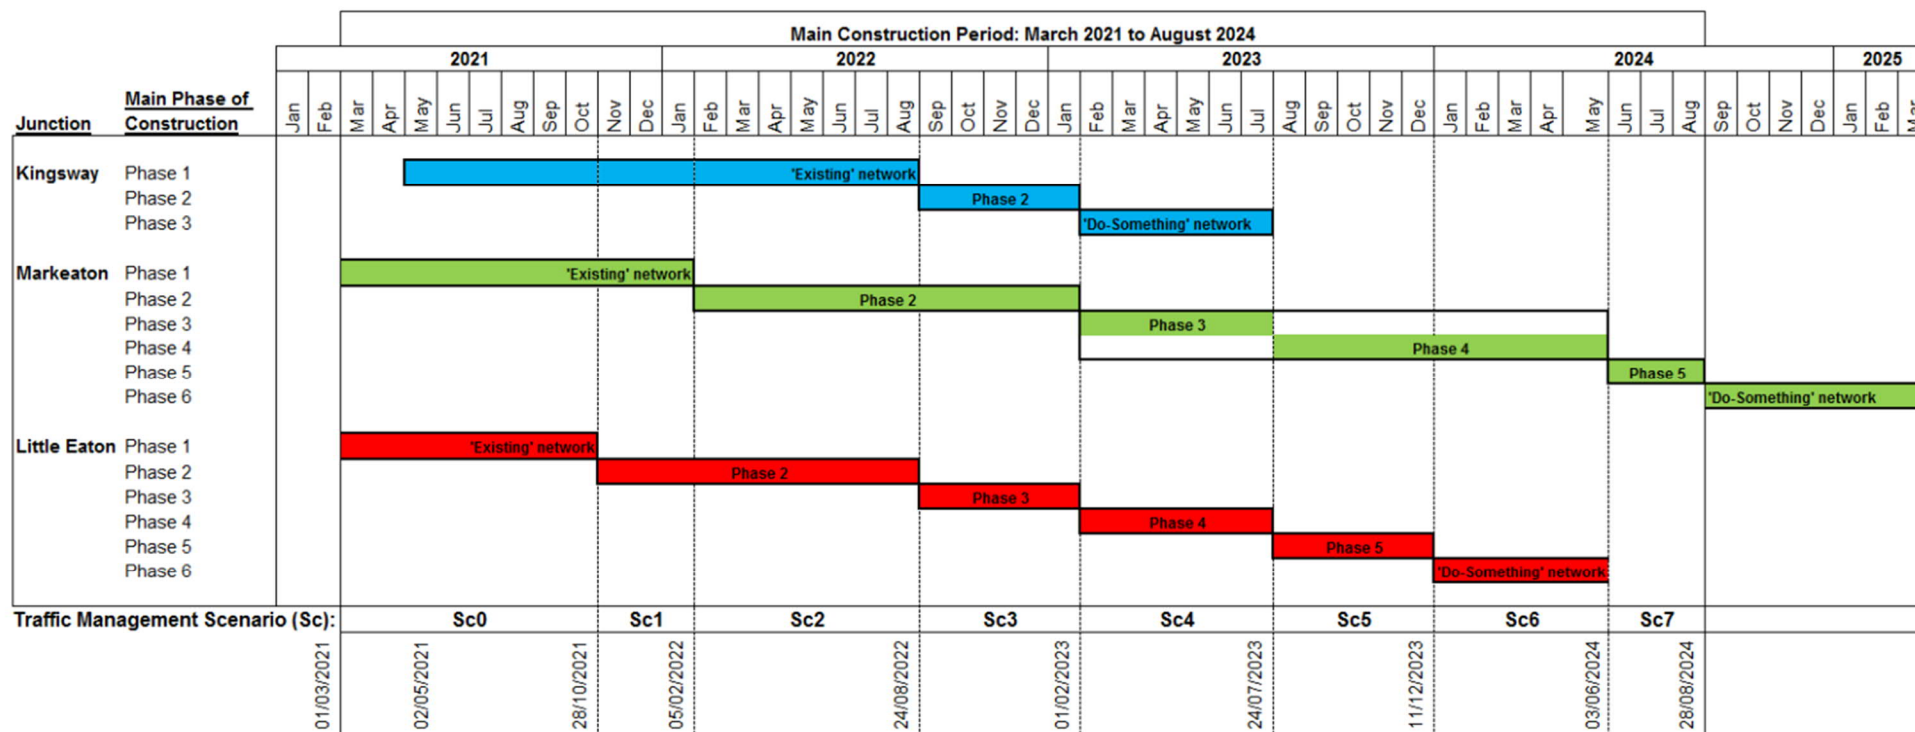 Main Construction Period: March 2021 to August 2024
2021 2022 2023 2024 2025
Junction Main Phase of Construction Jan Feb Mar Apr May Jun Jul Aug Sep Oct Nov Dec Jan Feb Mar Apr May Jun Jul Aug Sep Oct Nov Dec Jan Feb Mar Apr May Jun Jul Aug Sep Oct Nov Dec Jan Feb Mar Apr May Jun Jul Aug Sep Oct Nov Dec Jan Feb Mar
Kingsway Phase 1 'Existing' network
Phase 2 Phase 2
Phase 3 'Do-Something' network
Markeaton Phase 1 'Existing' network
Phase 2 Phase 2
Phase 3 Phase 3
Phase 4 Phase 4
Phase 5 Phase 5
Phase 6 'Do-Something' network
Little Eaton Phase 1 'Existing' network
Phase 2 Phase 2
Phase 3 Phase 3
Phase 4 Phase 4
Phase 5 Phase 5
Phase 6 'Do-Something' network
Traffic Management Scenario (Sc): Sc0 Sc1 Sc2 Sc3 Sc4 Sc5 Sc6 Sc7
01/03/2021 02/05/2021 28/10/2021 05/02/2022 24/08/2022 01/02/2023 24/07/2023 11/12/2023 03/06/2024 28/08/2024